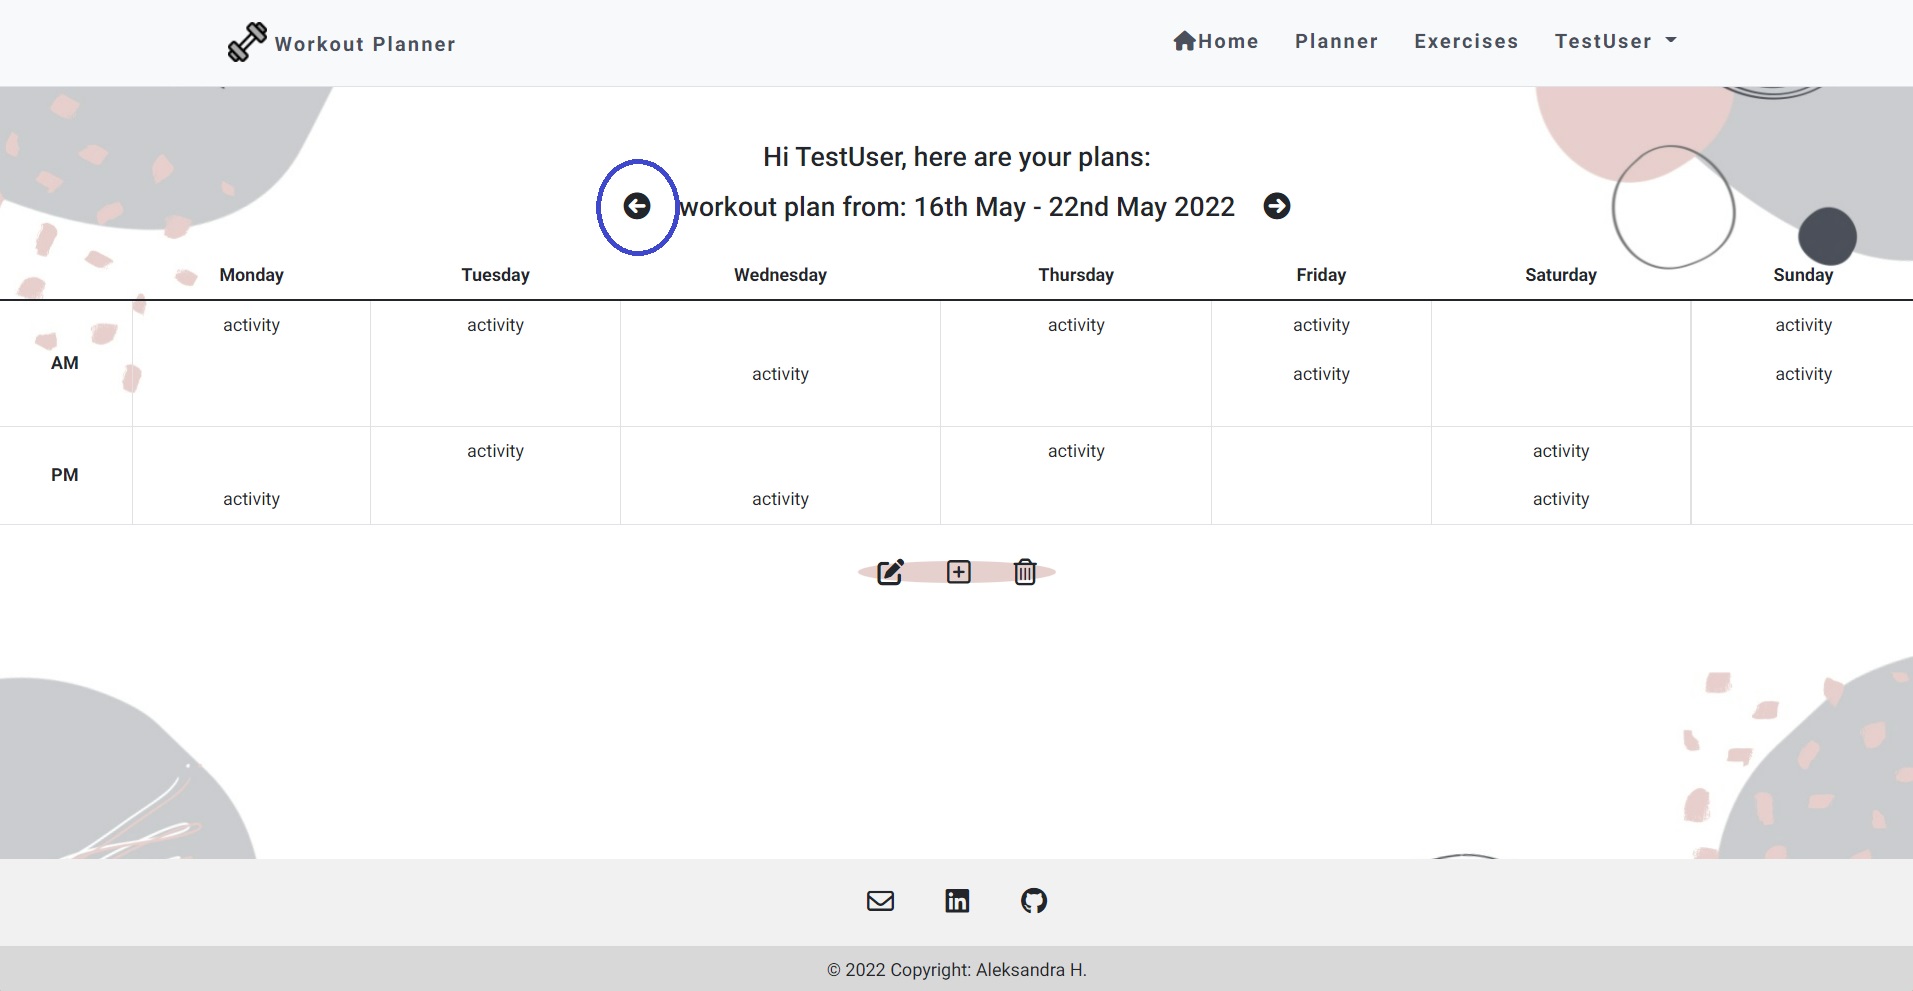 Workout Planner
Home Planner Exercises TestUser
Hi TestUser, here are your plans:
workout plan from: 16th May - 22nd May 2022
Monday Tuesday Wednesday Thursday Friday Saturday Sunday
activity activity activity activity activity
AM
activity activity activity
activity activity activity
PM
activity activity activity
in
© 2022 Copyright: Aleksandra H.